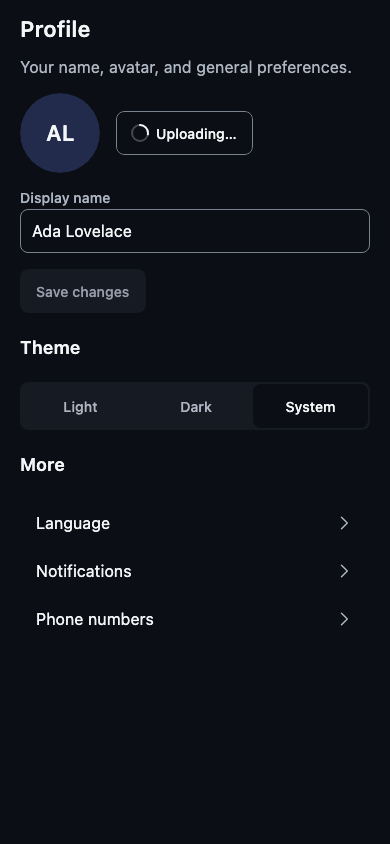 Profile
Your name, avatar, and general preferences.
AL
Uploading...
Display name
Ada Lovelace
Save changes
Theme
Light Dark System
More
Language
Notifications
Phone numbers